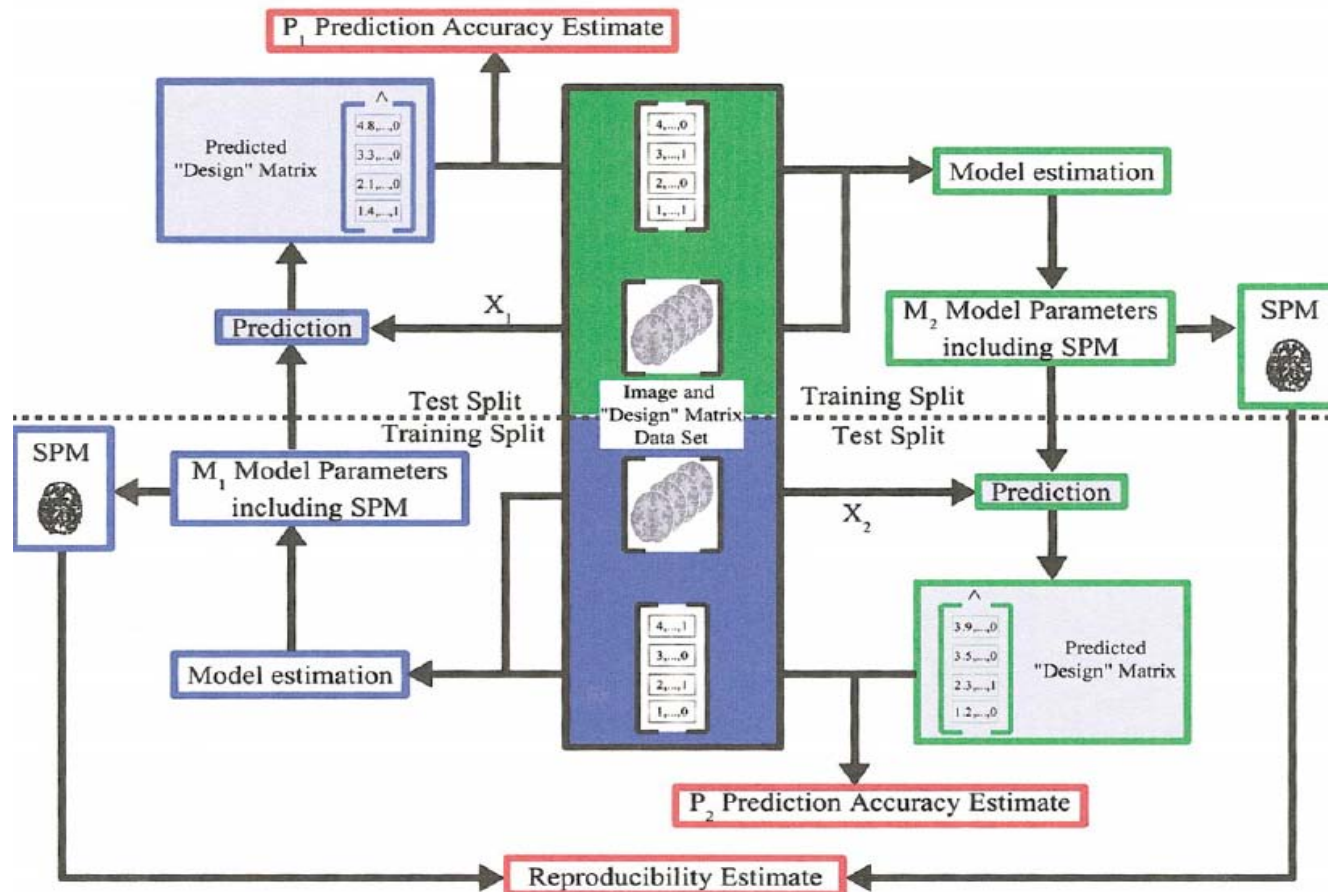 P1 Prediction Accuracy Estimate
Predicted
"Design" Matrix
^
4.8,...,0
3.3,...,0
2.1,...,0
1.4,...,1
4,...,0
3,...,1
2,...,0
1,...,1
Model estimation
Prediction
X1
M2 Model Parameters
including SPM
SPM
Image and
"Design" Matrix
Data Set
Test Split
Training Split
Training Split
Test Split
SPM
M1 Model Parameters
including SPM
X2
Prediction
Model estimation
4,...,1
3,...,0
2,...,1
1,...,0
^
3.9,...,0
3.5,...,0
2.3,...,1
1.2,...,0
Predicted
"Design" Matrix
P2 Prediction Accuracy Estimate
Reproducibility Estimate